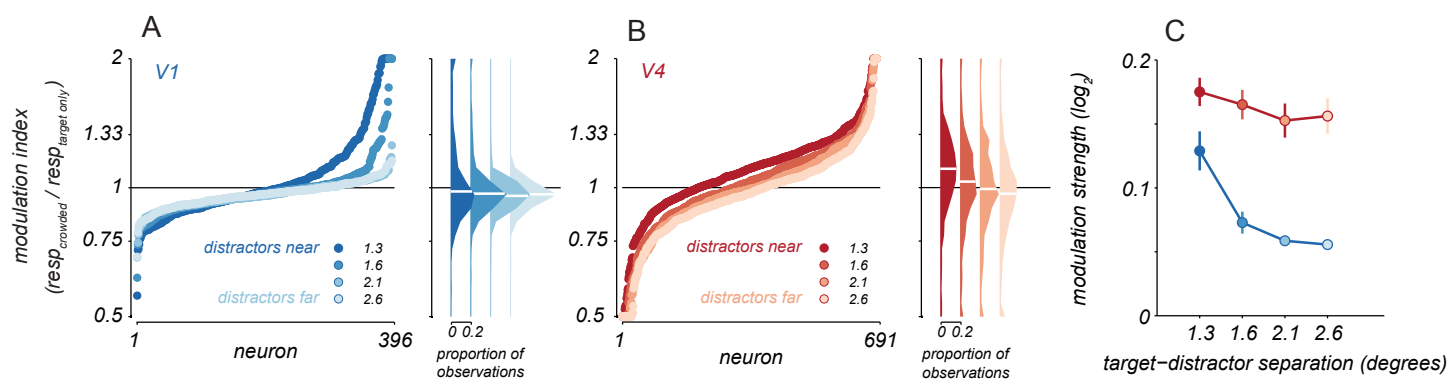 A
V1
modulation index
(resp_crowded / resp_target only)
2
1.33
1
0.75
0.5
distractors near
distractors far
1.3
1.6
2.1
2.6
1
396
neuron
0 0.2
proportion of
observations
B
V4
2
1.33
1
0.75
0.5
distractors near
distractors far
1.3
1.6
2.1
2.6
1
691
neuron
0 0.2
proportion of
observations
C
modulation strength (log2)
0.2
0.1
0
1.3 1.6 2.1 2.6
target−distractor separation (degrees)